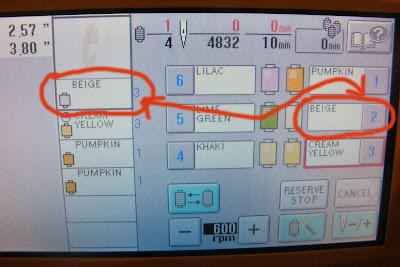 2.57 "
3.80 "
1 0 0min
4 4832 10min 0min
BEIGE
3
CREAM
YELLOW
3
PUMPKIN
1
PUMPKIN
1
6 LILAC
PUMPKIN 1
5 LIME
GREEN
BEIGE 2
4 KHAKI
CREAM
YELLOW 3
RESERVE
STOP
CANCEL
− 600 +
rpm
−/+